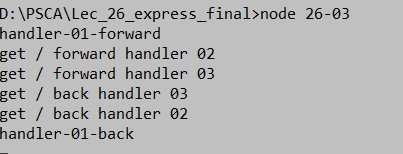 D:\PSCA\Lec_26_express_final>node 26-03
handler-01-forward
get / forward handler 02
get / forward handler 03
get / back handler 03
get / back handler 02
handler-01-back